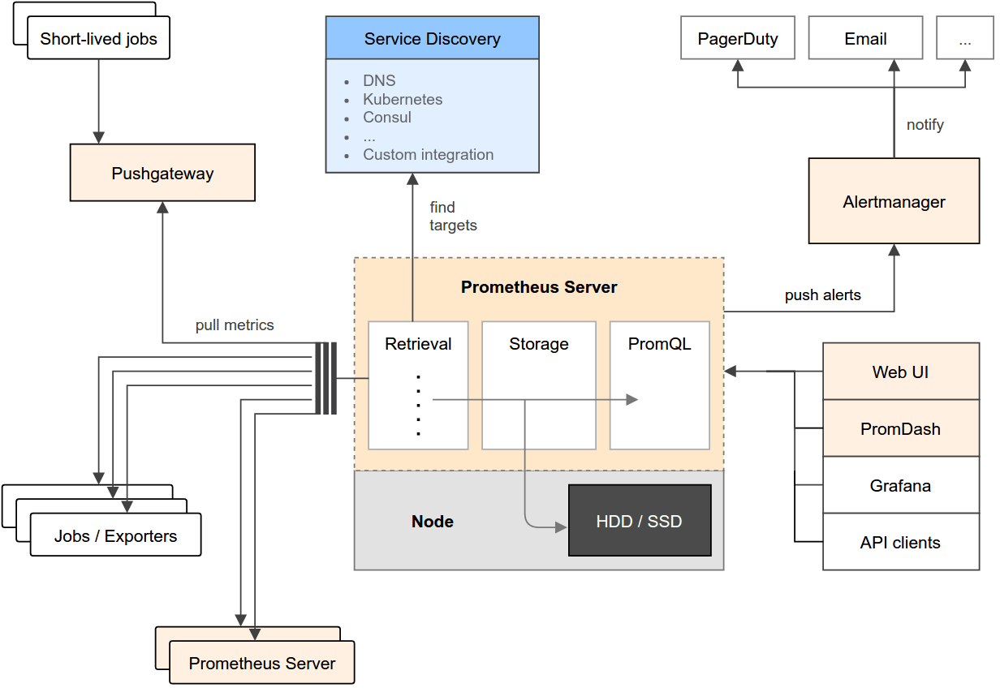 Short-lived jobs
Service Discovery
PagerDuty
Email
...
DNS
Kubernetes
Consul
...
Custom integration
notify
Pushgateway
Alertmanager
find
targets
Prometheus Server
push alerts
pull metrics
Retrieval
Storage
PromQL
Web UI
PromDash
Grafana
API clients
Node
HDD / SSD
Jobs / Exporters
Prometheus Server